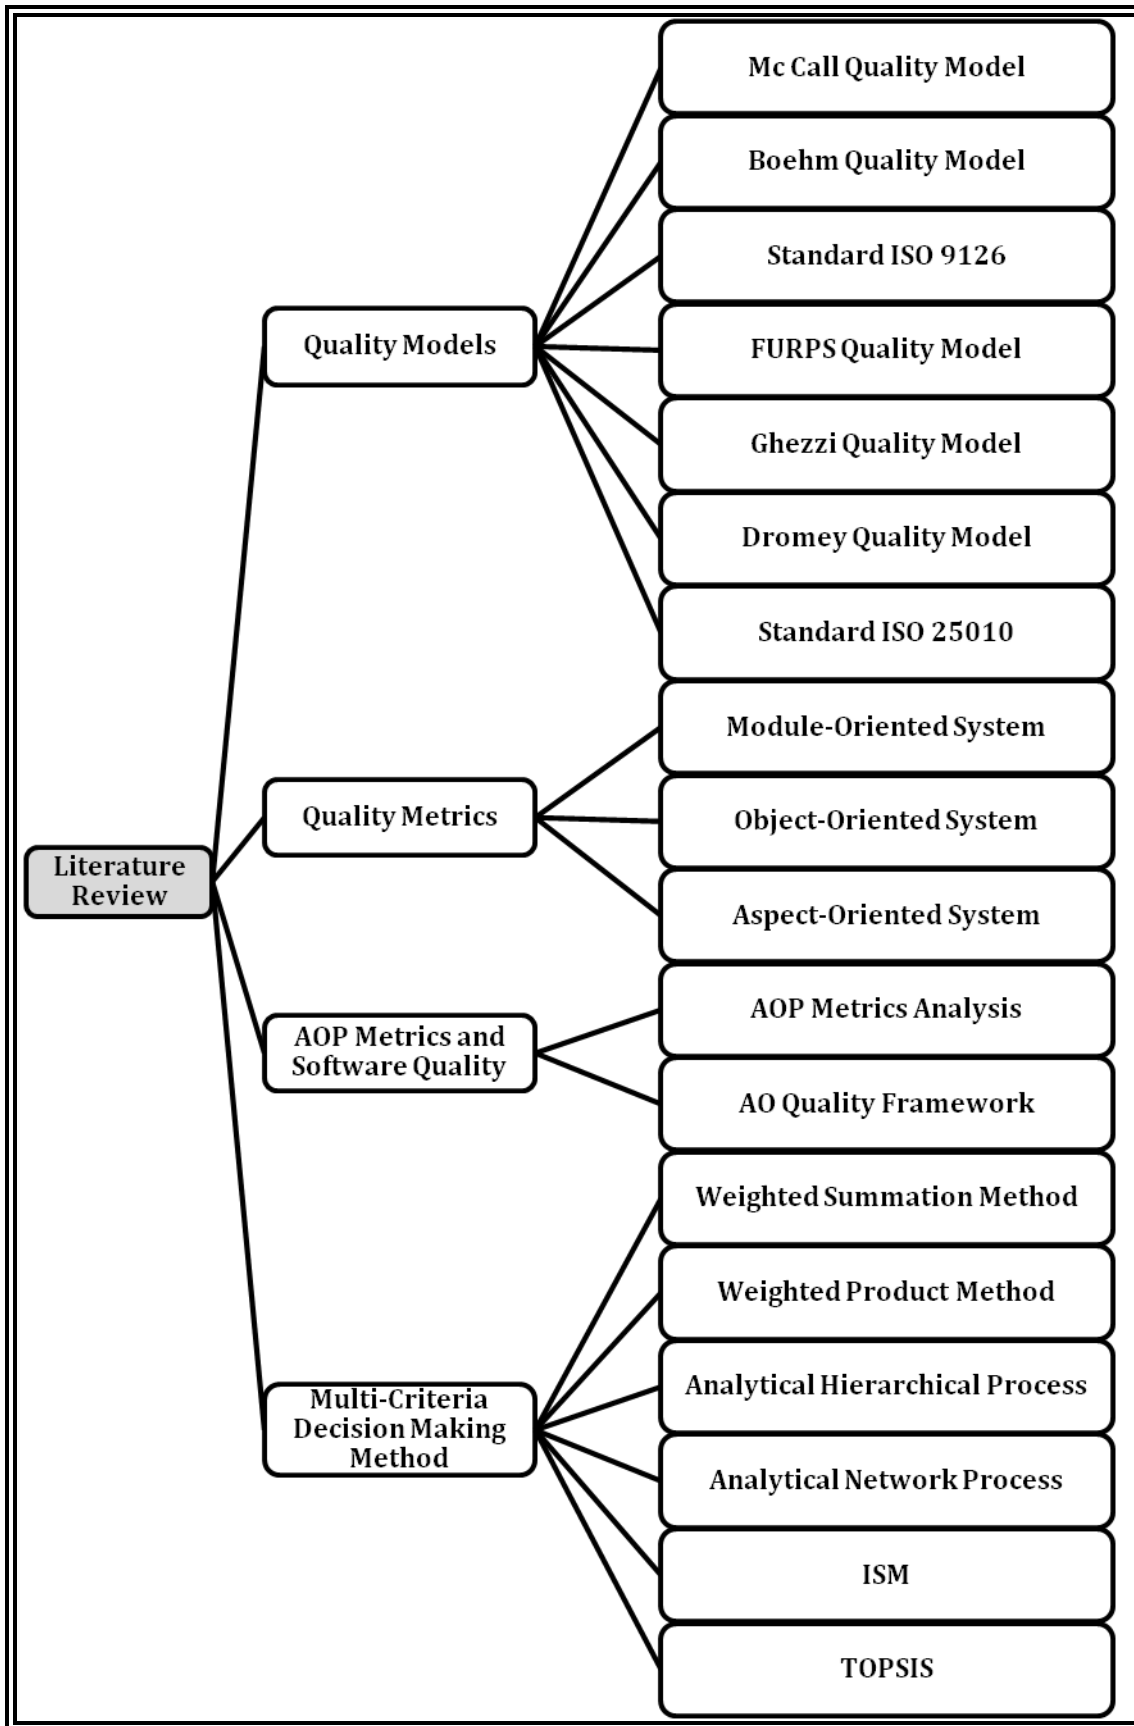 Literature
Review
Quality Models
Mc Call Quality Model
Boehm Quality Model
Standard ISO 9126
FURPS Quality Model
Ghezzi Quality Model
Dromey Quality Model
Standard ISO 25010
Quality Metrics
Module-Oriented System
Object-Oriented System
Aspect-Oriented System
AOP Metrics and
Software Quality
AOP Metrics Analysis
AO Quality Framework
Multi-Criteria
Decision Making
Method
Weighted Summation Method
Weighted Product Method
Analytical Hierarchical Process
Analytical Network Process
ISM
TOPSIS